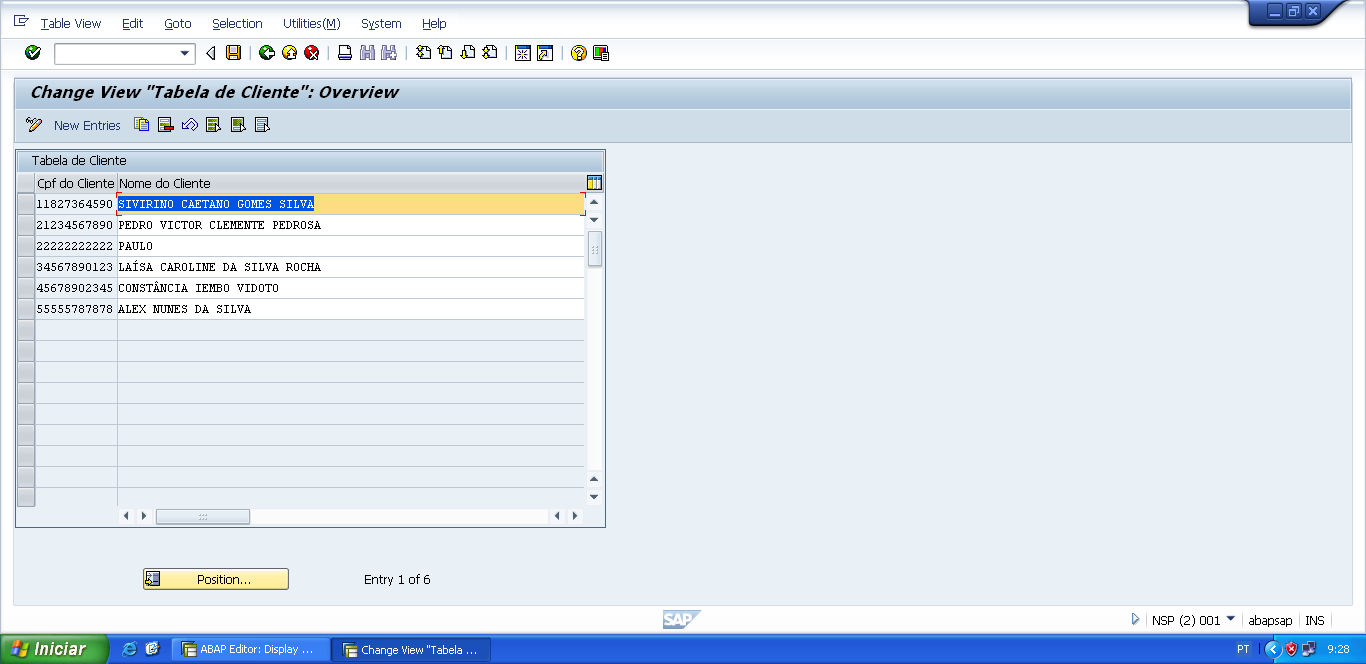 Table View Edit Goto Selection Utilities(M) System Help
Change View "Tabela de Cliente": Overview
New Entries
Tabela de Cliente
Cpf do Cliente Nome do Cliente
11827364590 SIVIRINO CAETANO GOMES SILVA
21234567890 PEDRO VICTOR CLEMENTE PEDROSA
22222222222 PAULO
34567890123 LAÍSA CAROLINE DA SILVA ROCHA
45678902345 CONSTÂNCIA IEMBO VIDOTO
55555787878 ALEX NUNES DA SILVA
Position... Entry 1 of 6
SAP NSP (2) 001 abapsap INS
Iniciar ABAP Editor: Display ... Change View "Tabela ... PT 9:28